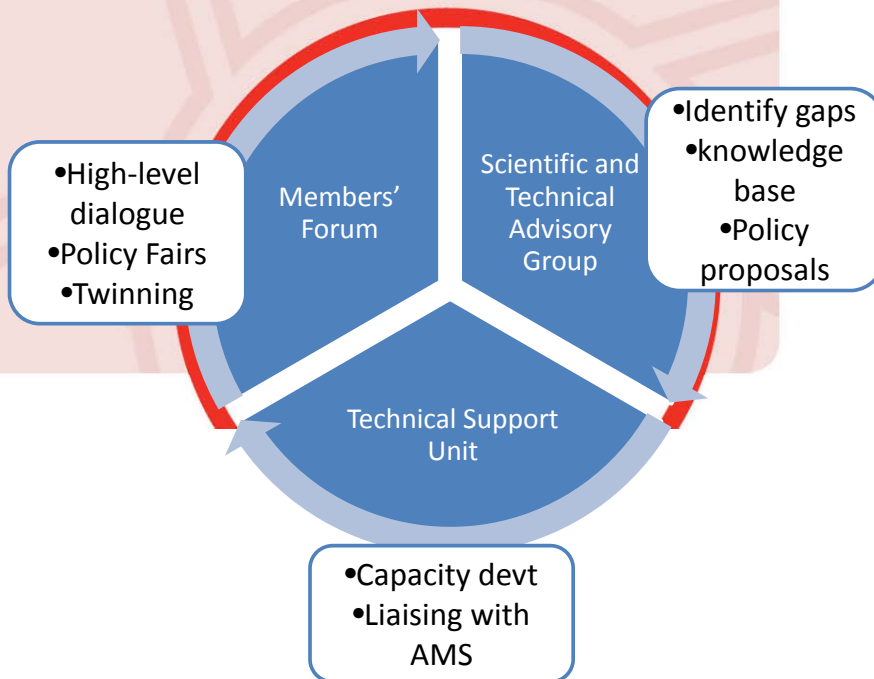 •High-level
dialogue
•Policy Fairs
•Twinning
Members’
Forum
Scientific and
Technical
Advisory
Group
•Identify gaps
•knowledge
base
•Policy
proposals
Technical Support
Unit
•Capacity devt
•Liaising with
AMS